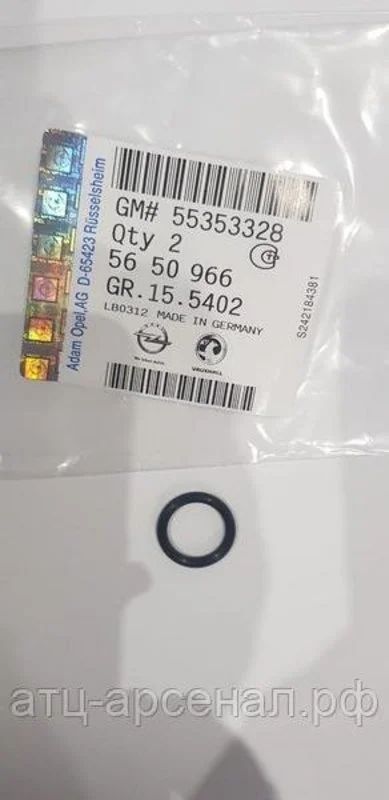 GM# 55353328
Qty 2
56 50 966
GR.15.5402
LB0312 MADE IN GERMANY
VAUXHALL
Adam Opel,AG D-65423 Rüsselsheim
S242184381
атц-арсенал.рф